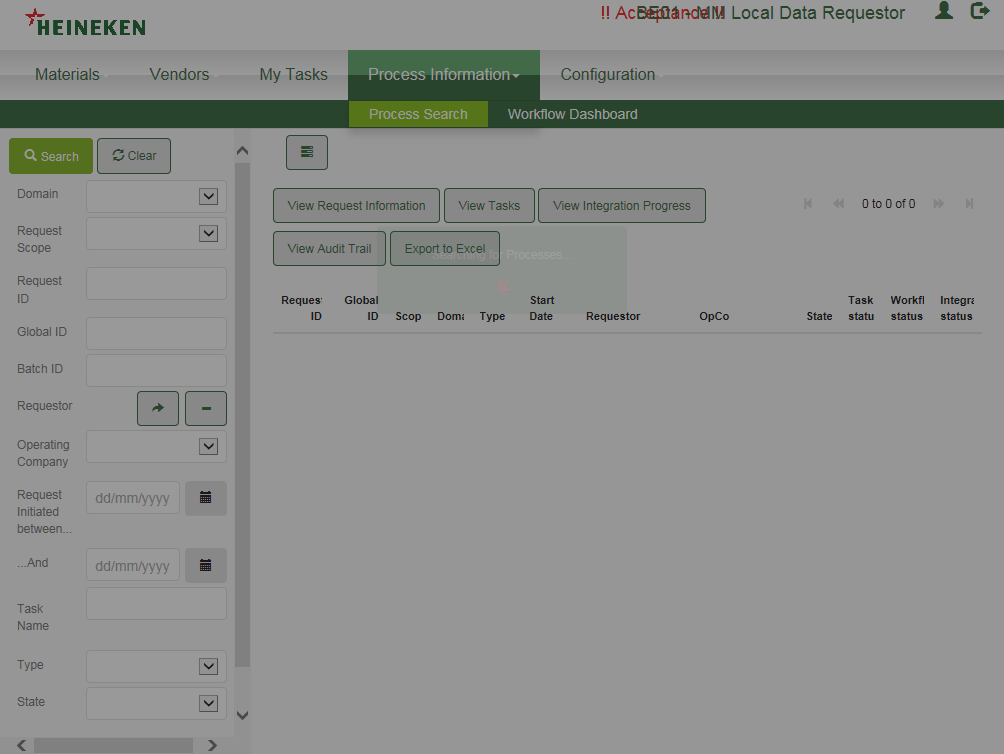 HEINEKEN
!! Acceptance !!
BE01 - MM Local Data Requestor
Materials
Vendors
My Tasks
Process Information
Configuration
Process Search
Workflow Dashboard
Search
Clear
Domain
Request
Scope
Request
ID
Global ID
Batch ID
Requestor
Operating
Company
Request
Initiated
between...
dd/mm/yyyy
...And
dd/mm/yyyy
Task
Name
Type
State
View Request Information
View Tasks
View Integration Progress
0 to 0 of 0
View Audit Trail
Export to Excel
Searching for Processes...
Reques
ID
Global
ID
Scop
Doma
Type
Start
Date
Requestor
OpCo
State
Task
statu
Workfl
status
Integra
status